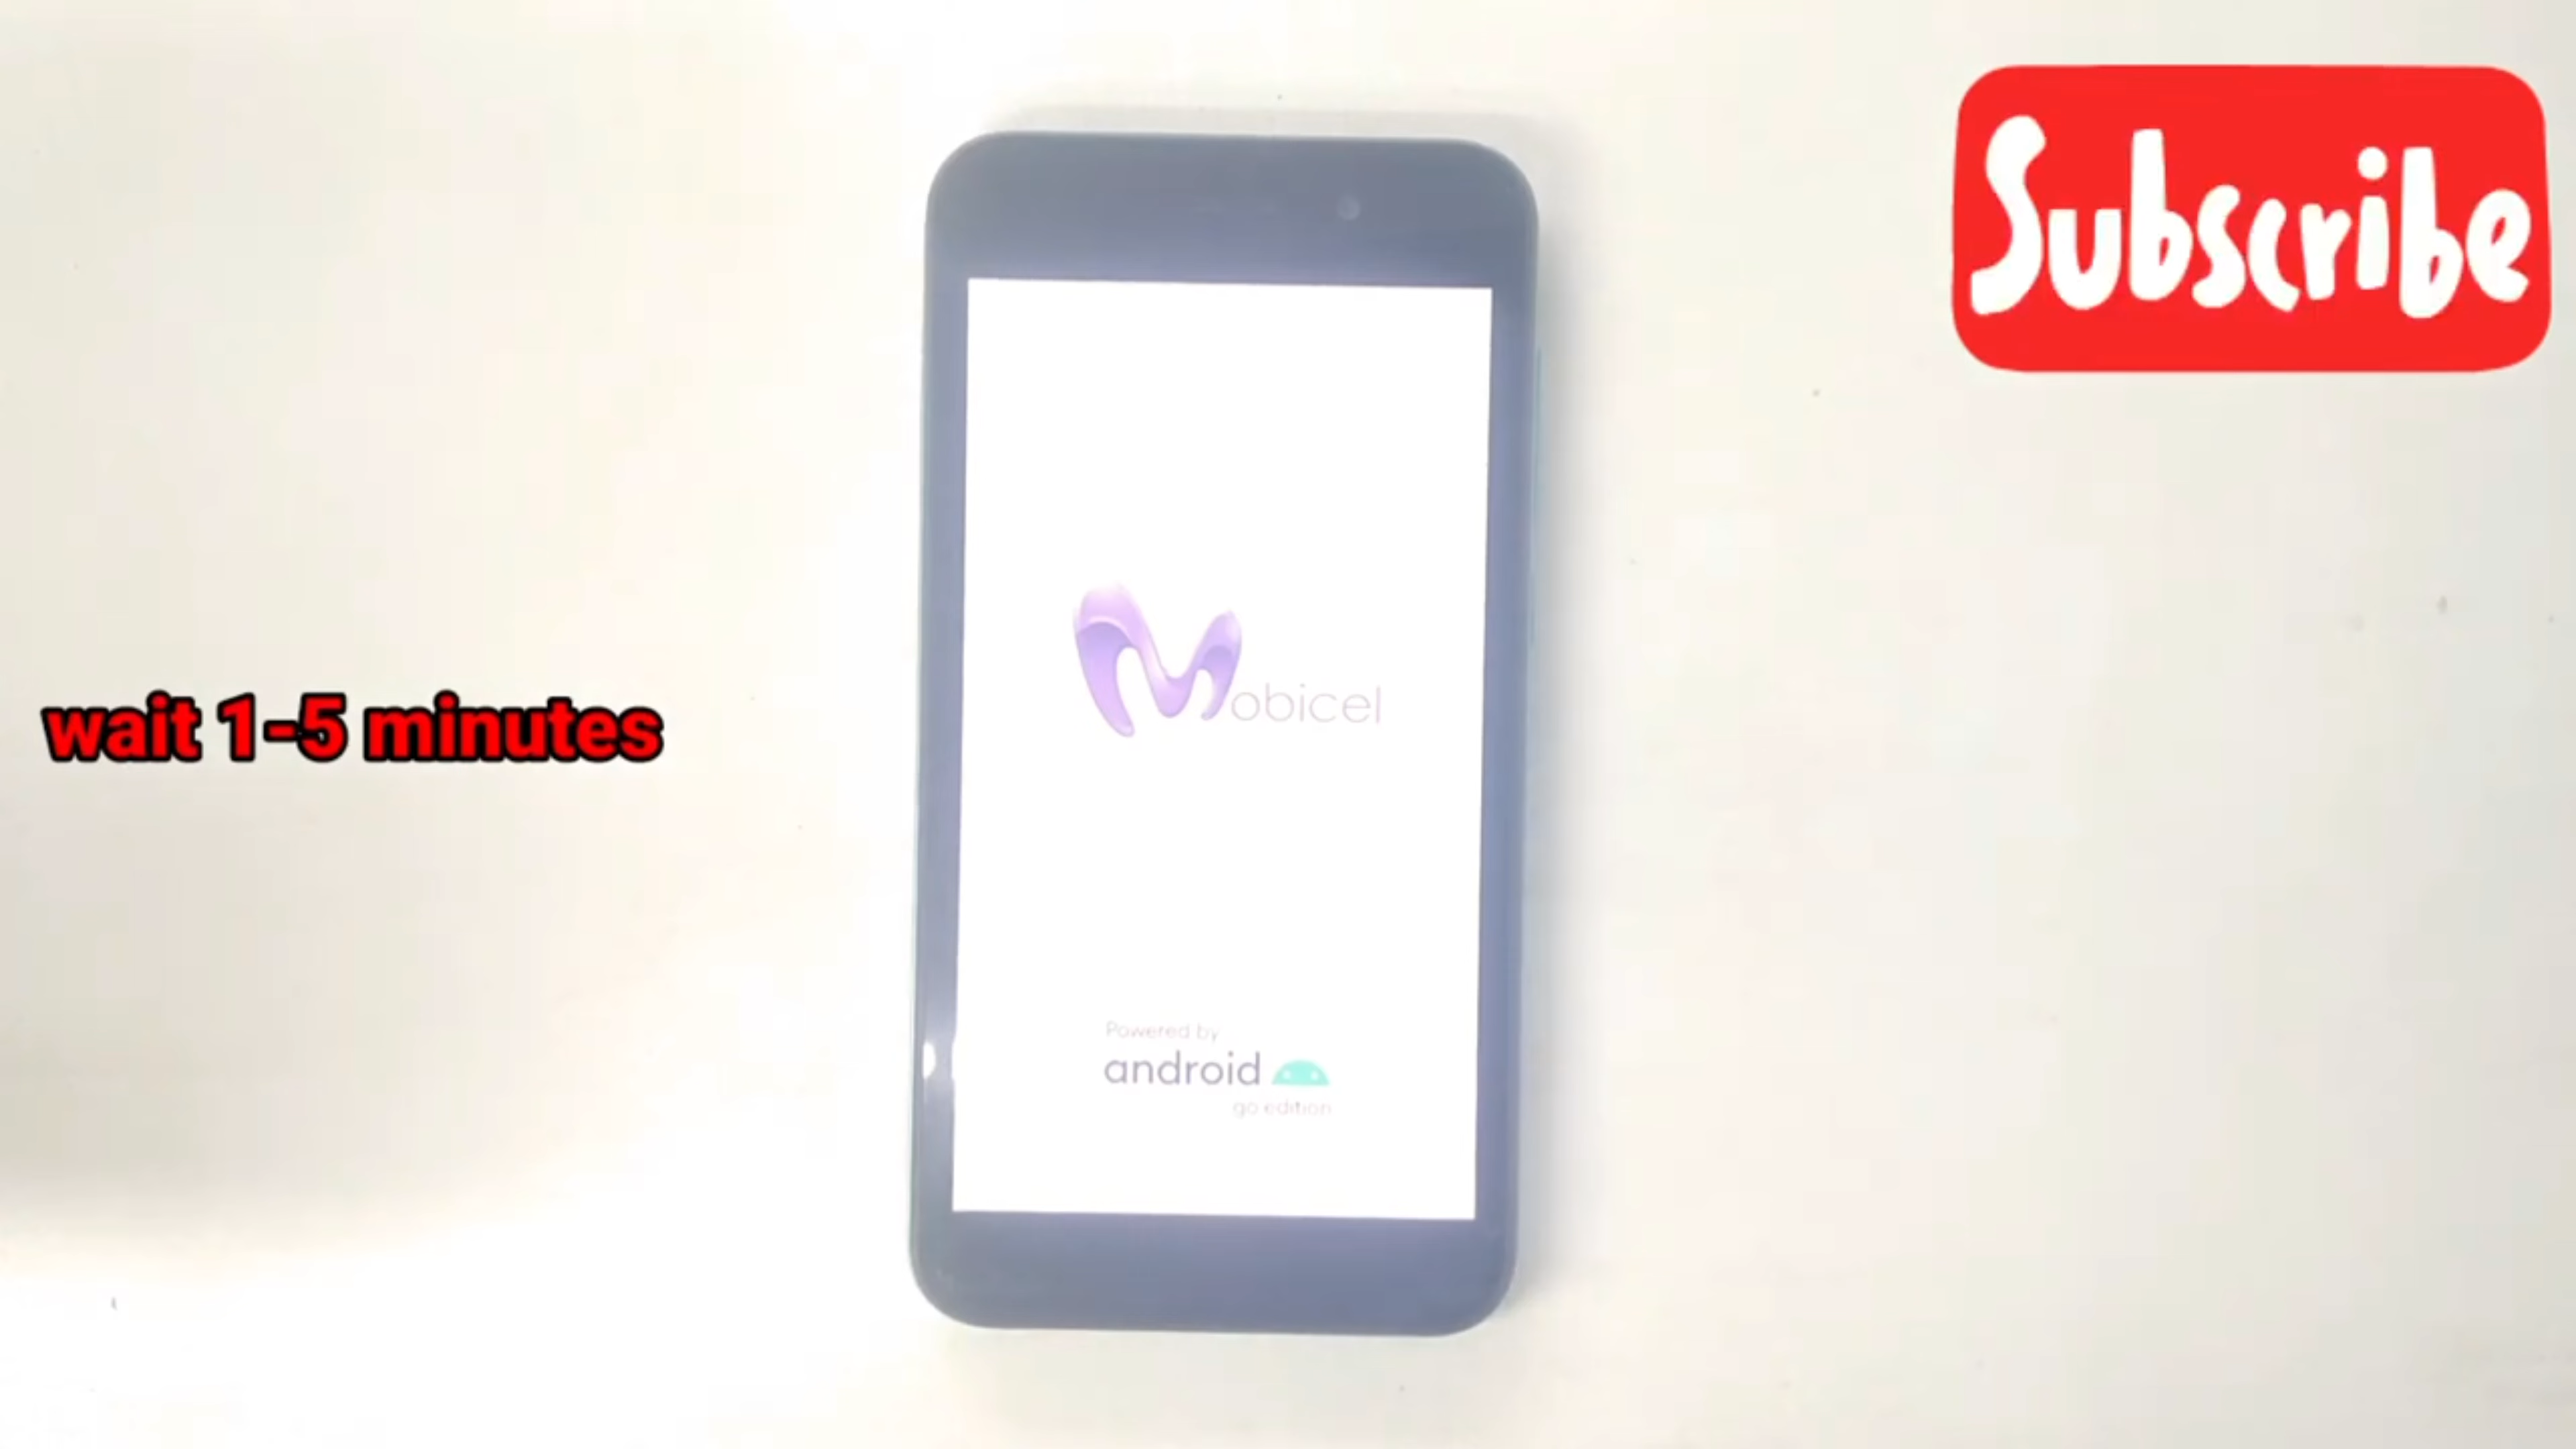 Subscribe
wait 1-5 minutes
Mobicel
Powered by
android
go edition